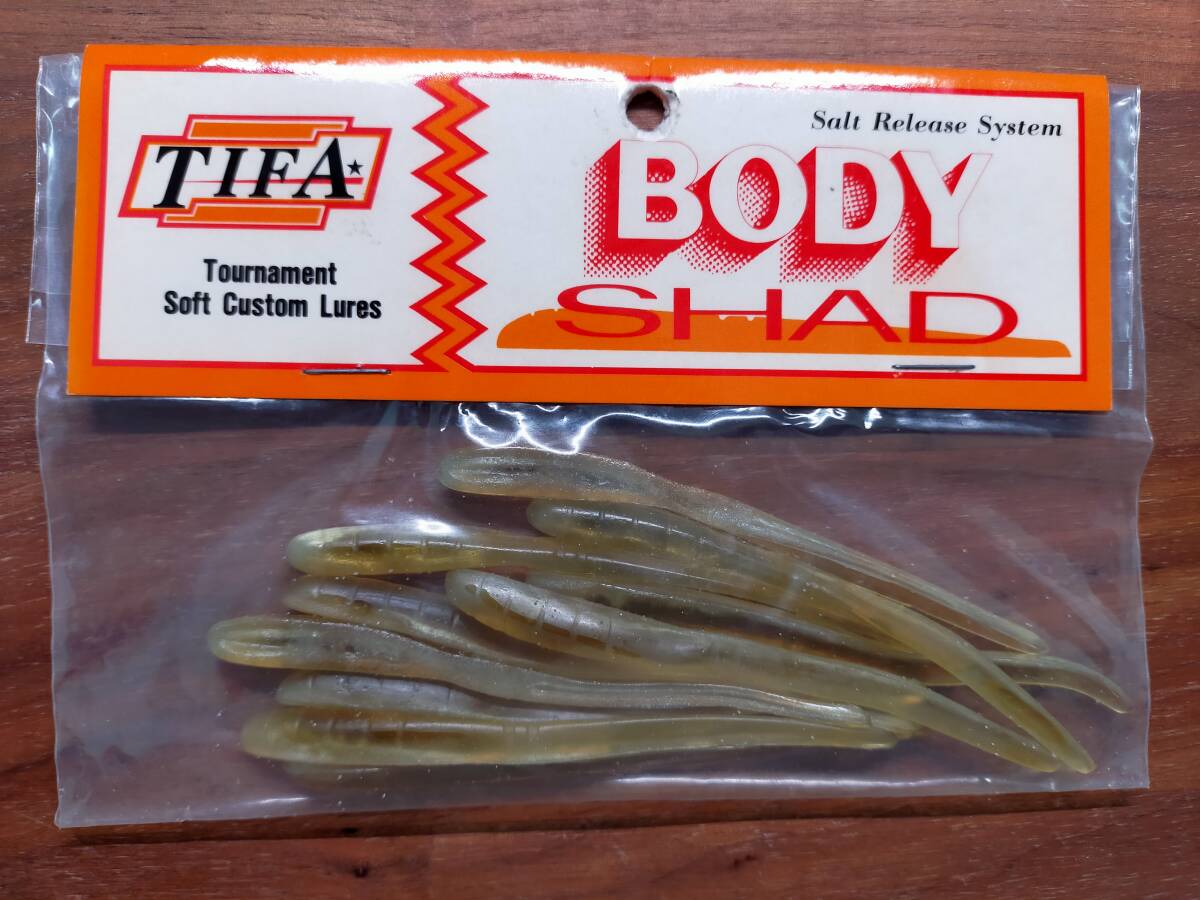 TIFA
Tournament
Soft Custom Lures
Salt Release System
BODY
SHAD